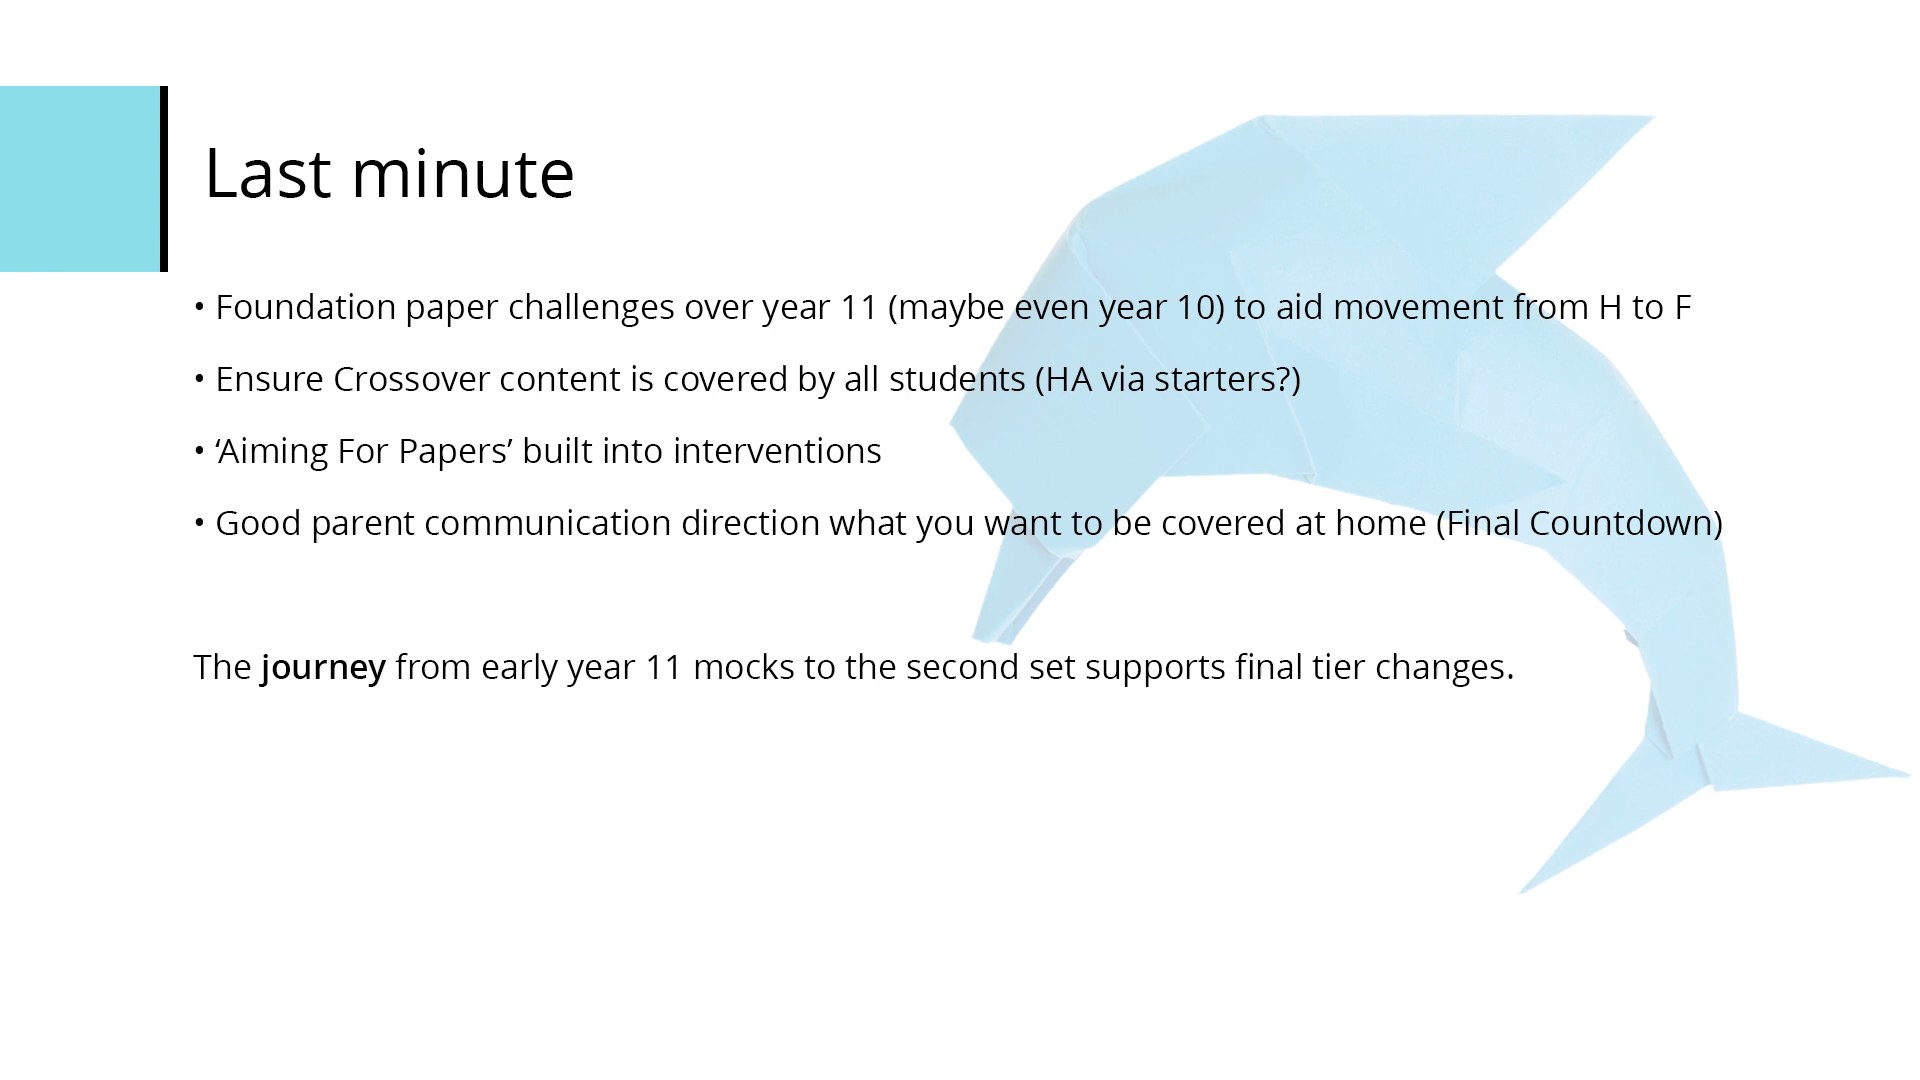 Last minute
• Foundation paper challenges over year 11 (maybe even year 10) to aid movement from H to F
• Ensure Crossover content is covered by all students (HA via starters?)
• ‘Aiming For Papers’ built into interventions
• Good parent communication direction what you want to be covered at home (Final Countdown)
The journey from early year 11 mocks to the second set supports final tier changes.